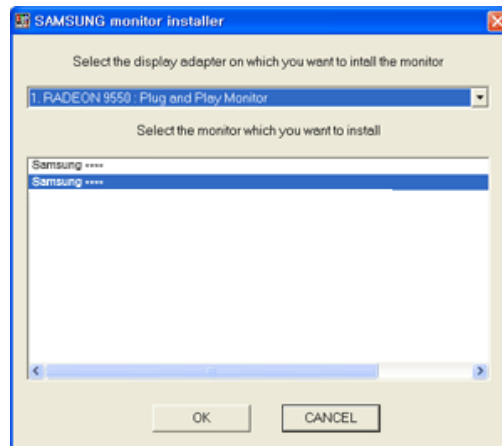 SAMSUNG monitor installer
Select the display adapter on which you want to intall the monitor
1. RADEON 9550 : Plug and Play Monitor
Select the monitor which you want to install
Samsung ****
Samsung ****
OK
CANCEL